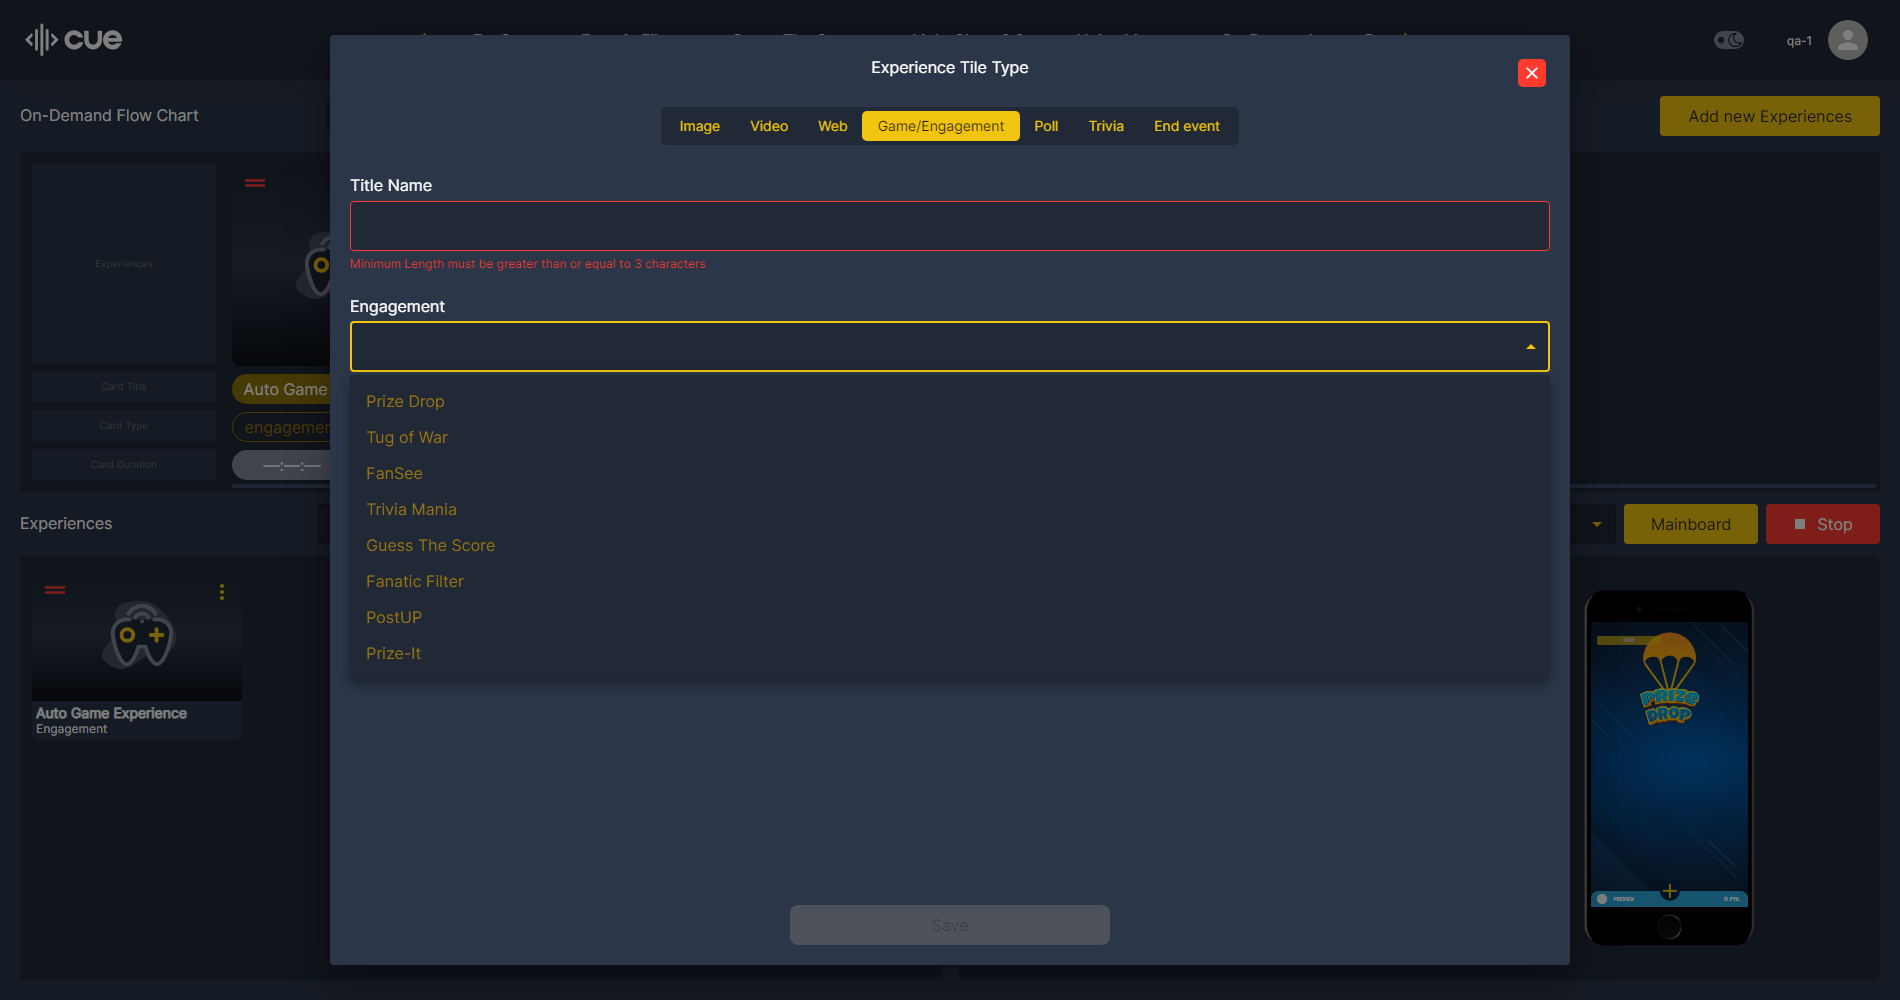 cue
qa-1
Experience Tile Type
On-Demand Flow Chart
Add new Experiences
Image
Video
Web
Game/Engagement
Poll
Trivia
End event
Title Name
Minimum Length must be greater than or equal to 3 characters
Experiences
Engagement
Card Title
Auto Game
Card Type
engagemen
Card Duration
—:—:—
Prize Drop
Tug of War
FanSee
Trivia Mania
Guess The Score
Fanatic Filter
PostUP
Prize-It
Experiences
Mainboard
Stop
Auto Game Experience
Engagement
PRIZE
DROP
PREVIEW
0 PTS.
Save